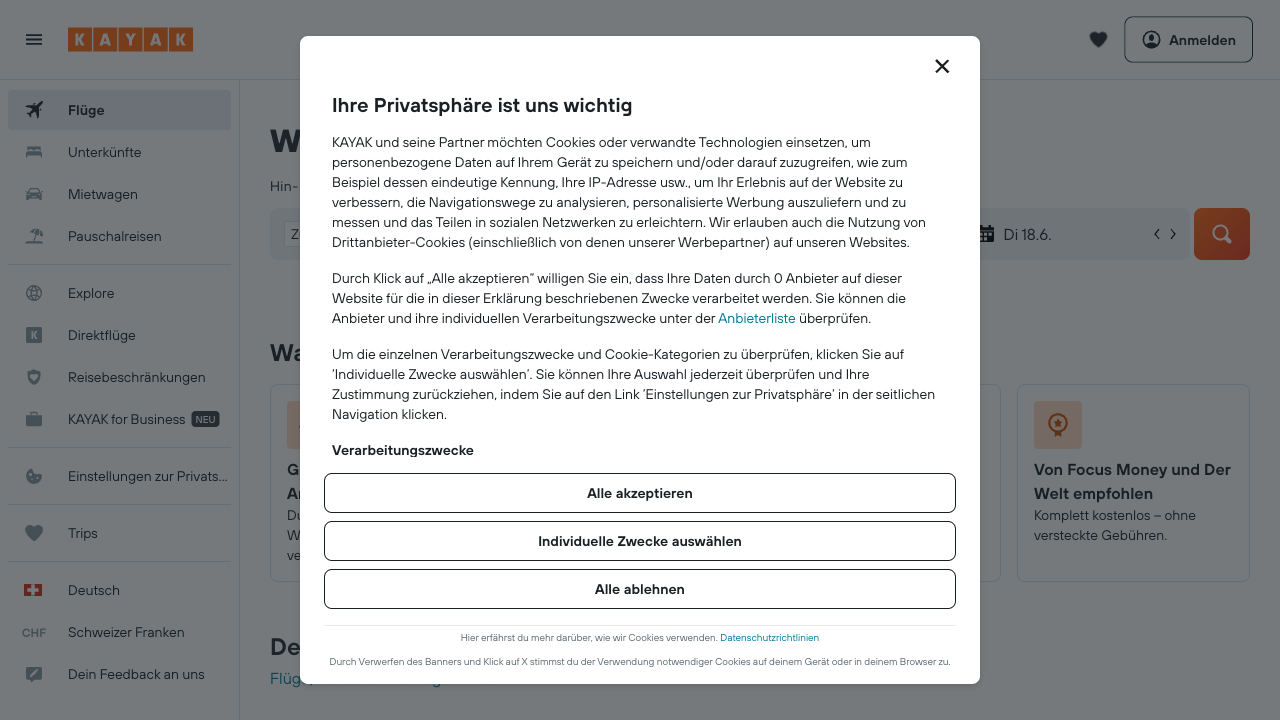 KAYAK
Anmelden
Flüge
Unterkünfte
Mietwagen
Pauschalreisen
Explore
Direktflüge
Reisebeschränkungen
KAYAK for Business NEU
Einstellungen zur Privats...
Trips
Deutsch
CHF Schweizer Franken
Dein Feedback an uns
Hin-
Di 18.6.
Ihre Privatsphäre ist uns wichtig
KAYAK und seine Partner möchten Cookies oder verwandte Technologien einsetzen, um
personenbezogene Daten auf Ihrem Gerät zu speichern und/oder darauf zuzugreifen, wie zum
Beispiel dessen eindeutige Kennung, Ihre IP-Adresse usw., um Ihr Erlebnis auf der Website zu
verbessern, die Navigationswege zu analysieren, personalisierte Werbung auszuliefern und zu
messen und das Teilen in sozialen Netzwerken zu erleichtern. Wir erlauben auch die Nutzung von
Drittanbieter-Cookies (einschließlich von denen unserer Werbepartner) auf unseren Websites.
Durch Klick auf „Alle akzeptieren“ willigen Sie ein, dass Ihre Daten durch 0 Anbieter auf dieser
Website für die in dieser Erklärung beschriebenen Zwecke verarbeitet werden. Sie können die
Anbieter und ihre individuellen Verarbeitungszwecke unter der Anbieterliste überprüfen.
Um die einzelnen Verarbeitungszwecke und Cookie-Kategorien zu überprüfen, klicken Sie auf
'Individuelle Zwecke auswählen'. Sie können Ihre Auswahl jederzeit überprüfen und Ihre
Zustimmung zurückziehen, indem Sie auf den Link 'Einstellungen zur Privatsphäre' in der seitlichen
Navigation klicken.
Verarbeitungszwecke
Alle akzeptieren
Individuelle Zwecke auswählen
Alle ablehnen
Hier erfährst du mehr darüber, wie wir Cookies verwenden. Datenschutzrichtlinien
Durch Verwerfen des Banners und Klick auf X stimmst du der Verwendung notwendiger Cookies auf deinem Gerät oder in deinem Browser zu.
Von Focus Money und Der
Welt empfohlen
Komplett kostenlos – ohne
versteckte Gebühren.